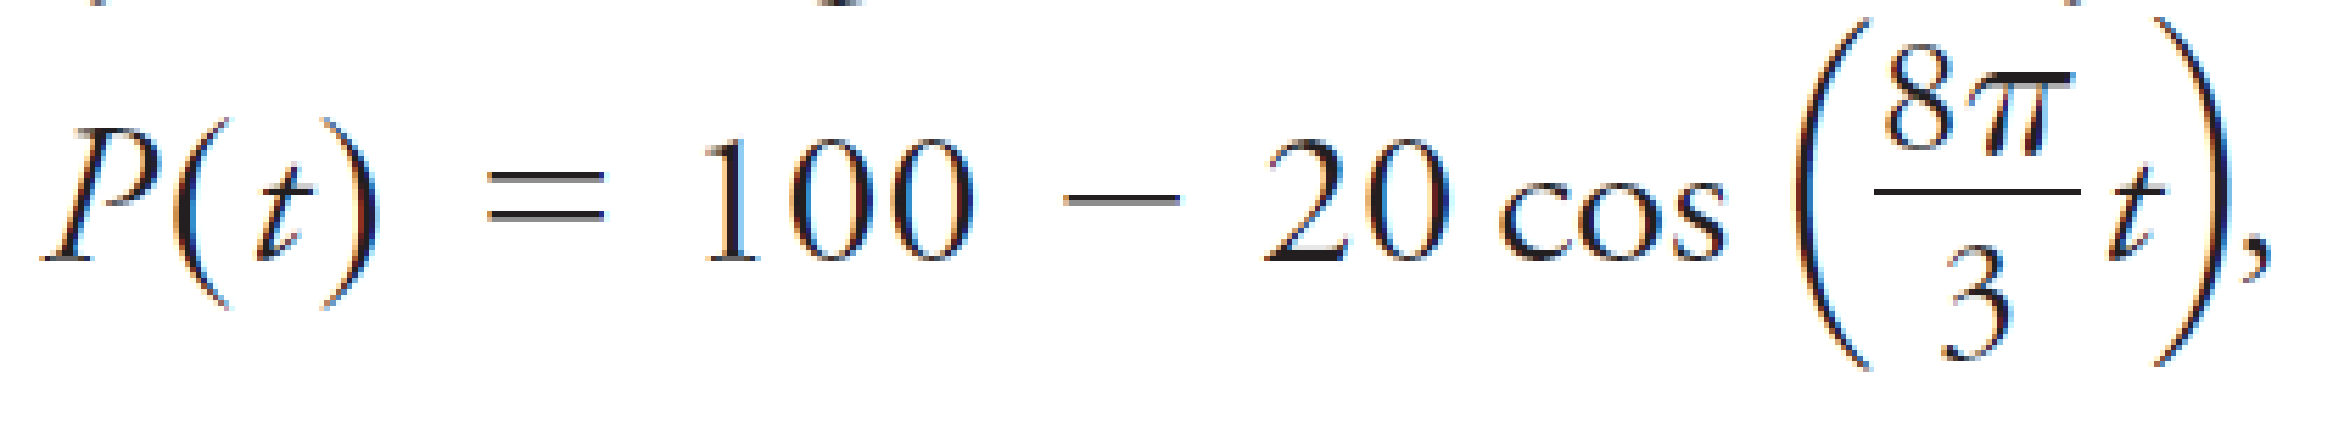 P(t) = 100 − 20 cos (8π/3 t),